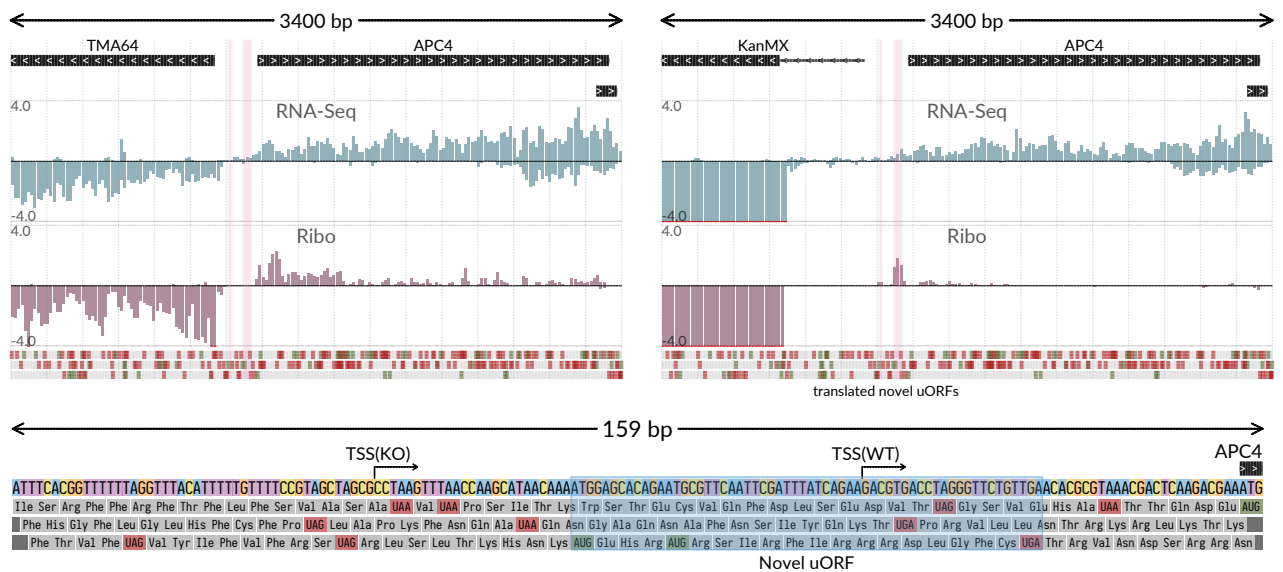 3400 bp
TMA64 APC4
4.0
RNA-Seq
-4.0
4.0
Ribo
-4.0
3400 bp
KanMX APC4
4.0
RNA-Seq
-4.0
4.0
Ribo
-4.0
translated novel uORFs
159 bp
TSS(KO) TSS(WT) APC4
ATTTCACGGTTTTTTAGGTTTACATTTTTGTTTTCCGTAGCTAGCGCCTAAGTTTAACCAAGCATAACAAAATGGAGCACAGAATGCGTTCAATTCGATTTATCAGAAGACGTGACCTAGGGTTCTGTTGAACACGCGTAAACGACTCAAGACGAAATG
Ile Ser Arg Phe Phe Arg Phe Thr Phe Leu Phe Ser Val Ala Ser Ala UAA Val UAA Pro Ser Ile Thr Lys Trp Ser Thr Glu Cys Val Gln Phe Asp Leu Ser Glu Asp Val Thr UAG Gly Ser Val Glu His Ala UAA Thr Thr Gln Asp Glu AUG
Phe His Gly Phe Leu Gly Leu His Phe Cys Phe Pro UAG Leu Ala Pro Lys Phe Asn Gln Ala UAA Gln Asn Gly Ala Gln Asn Ala Phe Asn Ser Ile Tyr Gln Lys Thr UGA Pro Arg Val Leu Leu Asn Thr Arg Lys Arg Leu Lys Thr Lys
Phe Thr Val Phe UAG Val Tyr Ile Phe Val Phe Arg Ser UAG Arg Leu Ser Leu Thr Lys His Asn Lys AUG Glu His Arg AUG Arg Ser Ile Arg Phe Ile Arg Arg Arg Asp Leu Gly Phe Cys UGA Thr Arg Val Asn Asp Ser Arg Arg Asn
Novel uORF